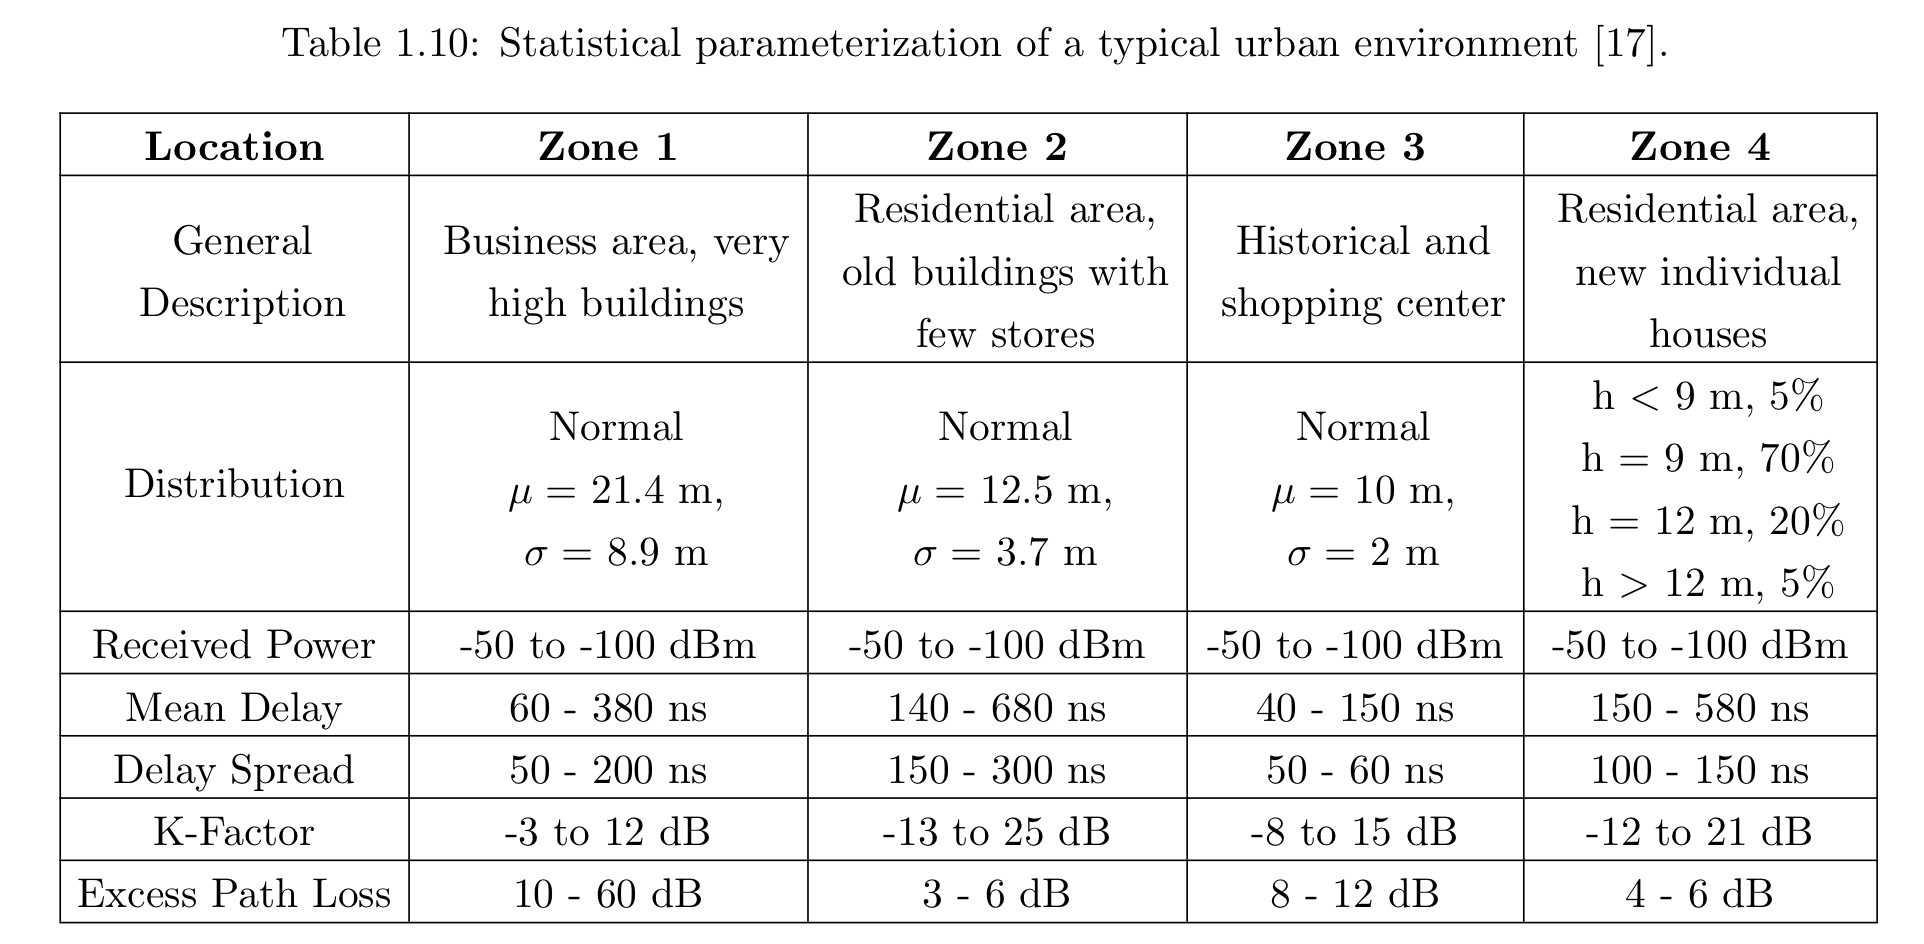 Table 1.10: Statistical parameterization of a typical urban environment [17].
Location Zone 1 Zone 2 Zone 3 Zone 4
General
Description
Business area, very
high buildings
Residential area,
old buildings with
few stores
Historical and
shopping center
Residential area,
new individual
houses
Distribution
Normal
μ = 21.4 m,
σ = 8.9 m
Normal
μ = 12.5 m,
σ = 3.7 m
Normal
μ = 10 m,
σ = 2 m
h < 9 m, 5%
h = 9 m, 70%
h = 12 m, 20%
h > 12 m, 5%
Received Power -50 to -100 dBm -50 to -100 dBm -50 to -100 dBm -50 to -100 dBm
Mean Delay 60 - 380 ns 140 - 680 ns 40 - 150 ns 150 - 580 ns
Delay Spread 50 - 200 ns 150 - 300 ns 50 - 60 ns 100 - 150 ns
K-Factor -3 to 12 dB -13 to 25 dB -8 to 15 dB -12 to 21 dB
Excess Path Loss 10 - 60 dB 3 - 6 dB 8 - 12 dB 4 - 6 dB